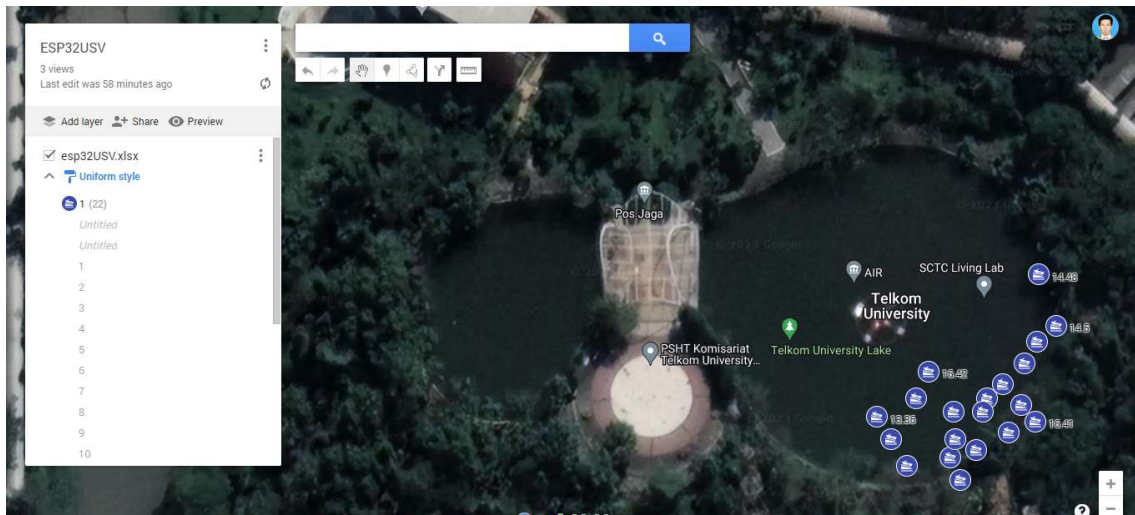 ESP32USV
3 views
Last edit was 58 minutes ago
Add layer Share Preview
esp32USV.xlsx
Uniform style
1 (22)
Untitled
Untitled
1
2
3
4
5
6
7
8
9
10
Pos Jaga
© 2023 Google
AIR
SCTC Living Lab
14.48
Telkom
University
14.5
PSHT Komisariat
Telkom University...
Telkom University Lake
16.42
13.36
16.41
+
?
−